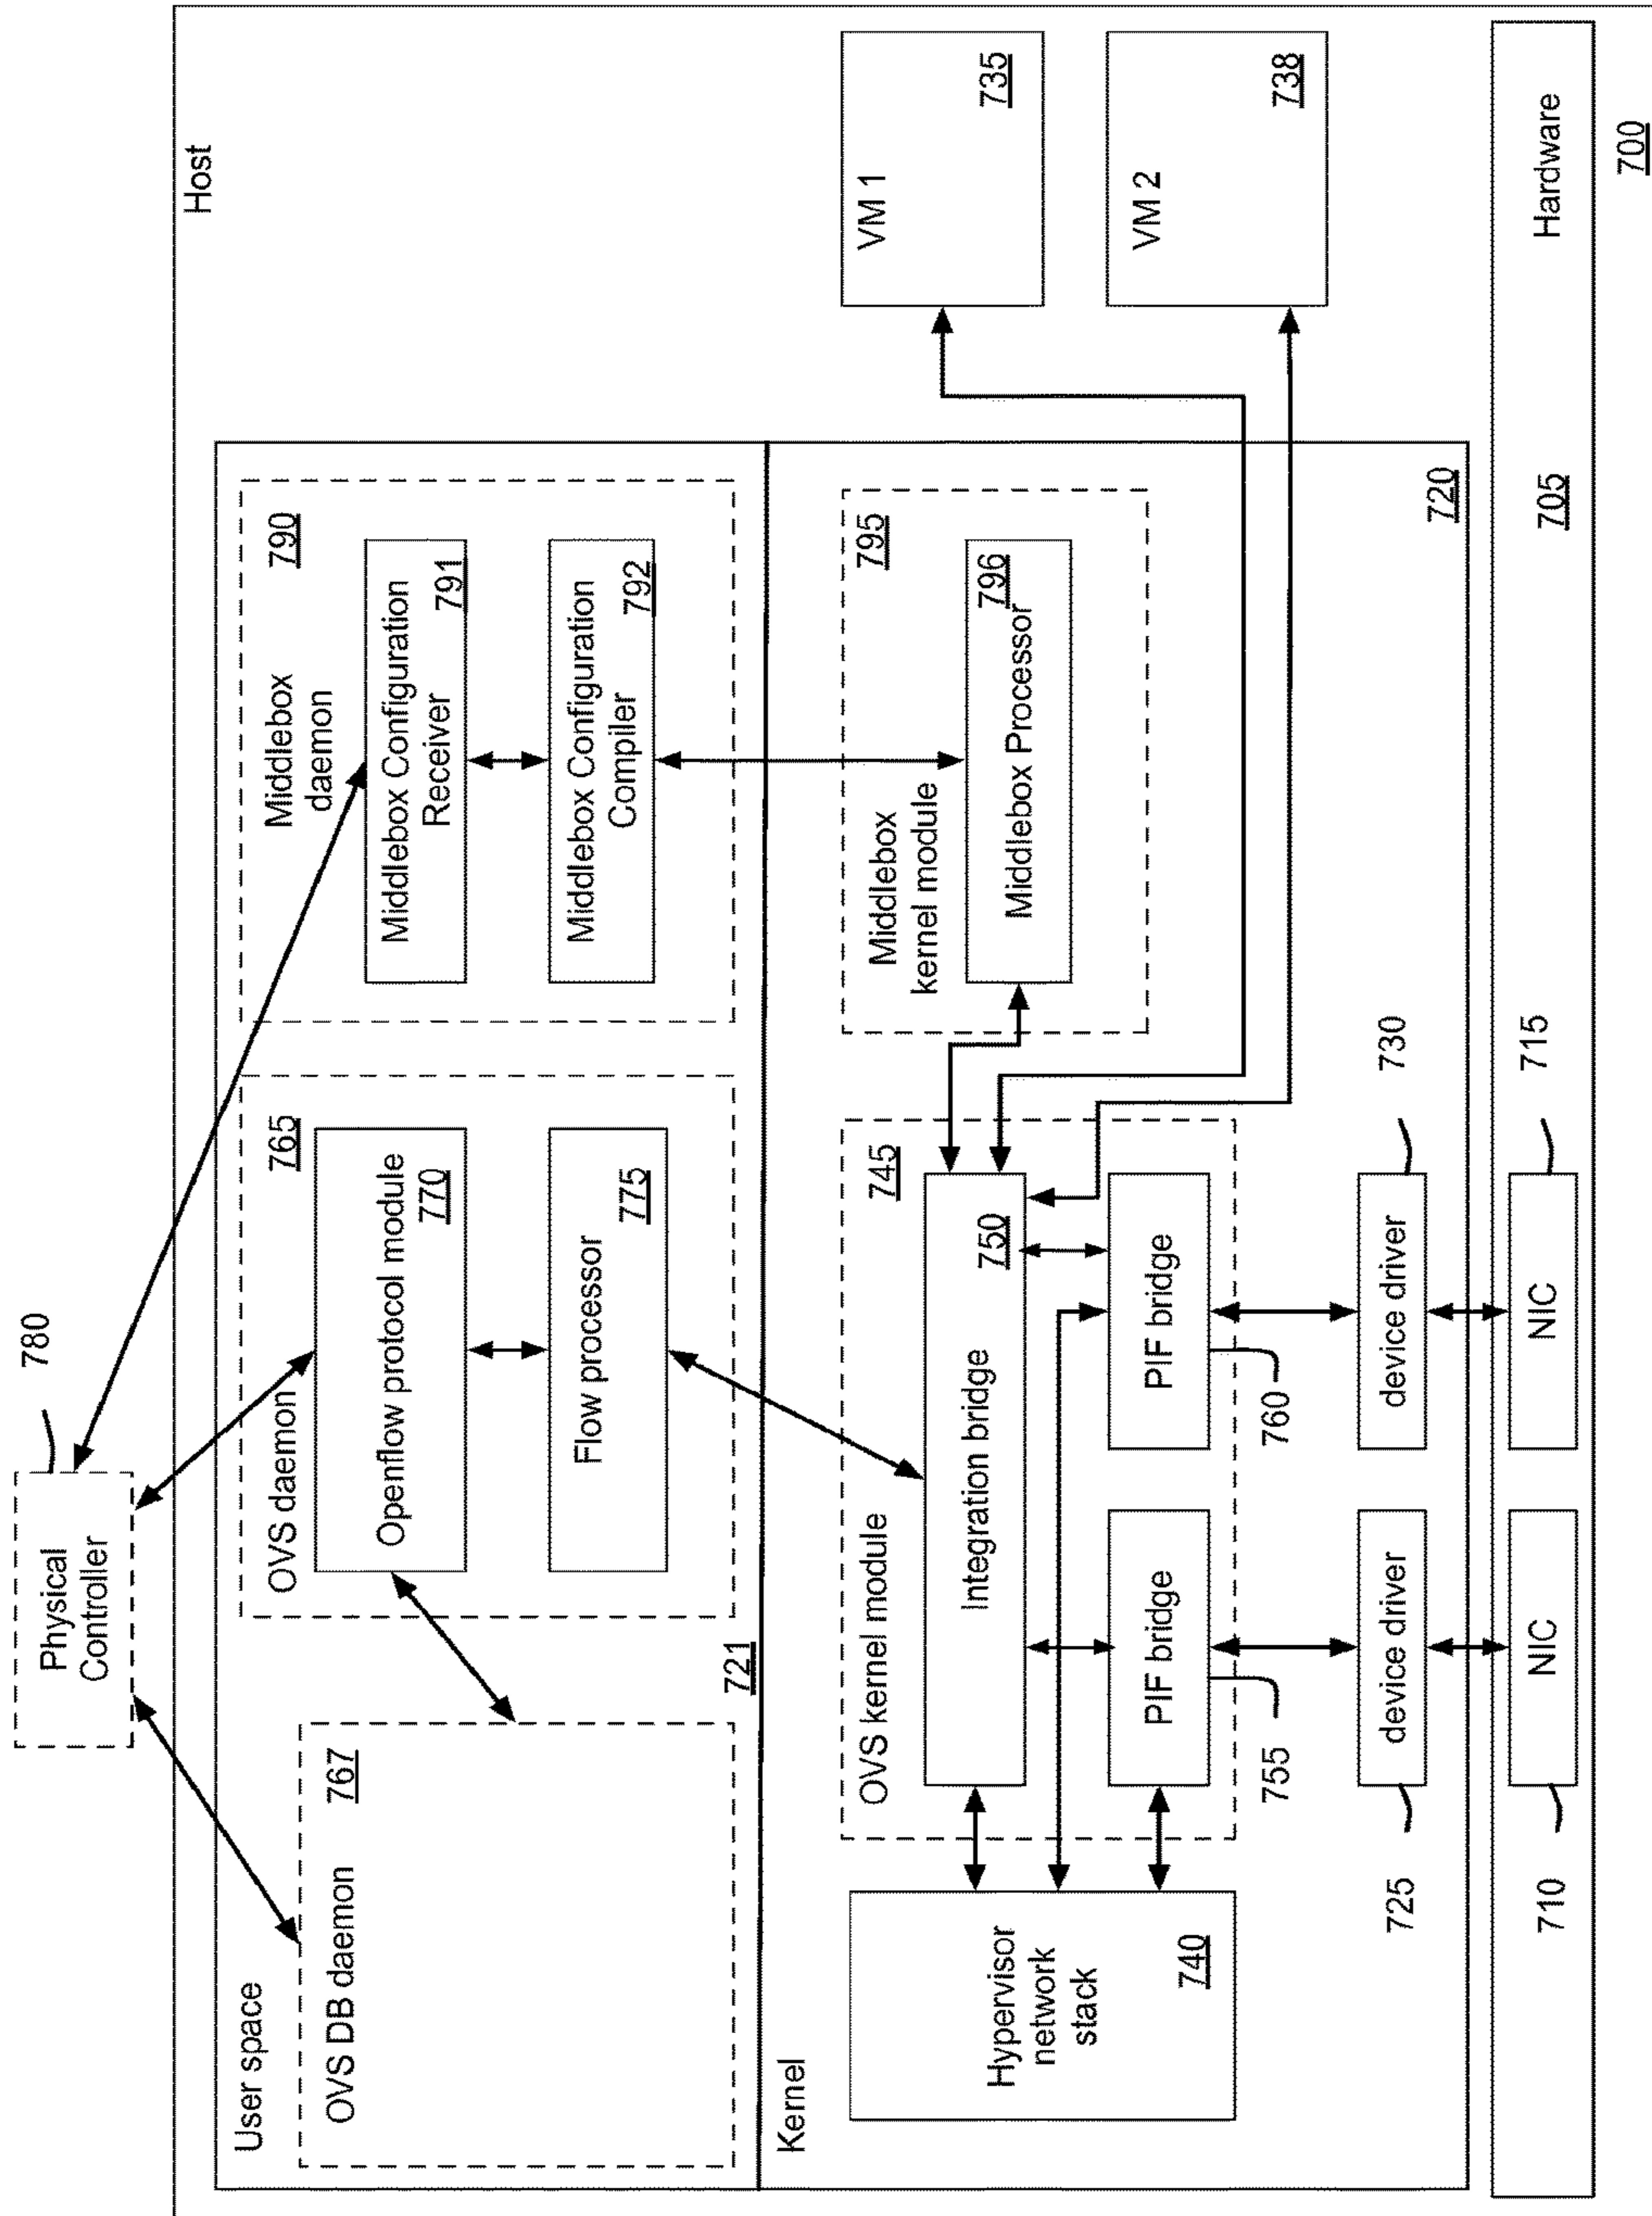 780
Physical
Controller
Host
User space
OVS DB daemon
767
OVS daemon
765
Openflow protocol module
770
Flow processor
775
721
Middlebox
daemon
790
Middlebox Configuration
Receiver
791
Middlebox Configuration
Compiler
792
Kernel
Hypervisor
network
stack
740
OVS kernel module
745
Integration bridge
750
PIF bridge
755
PIF bridge
760
Middlebox
kernel module
795
Middlebox Processor
796
VM 1
735
VM 2
738
725
device driver
device driver
730
720
710
NIC
NIC
715
705
Hardware
700